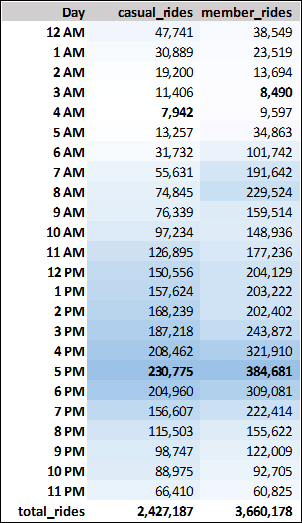 Day casual_rides member_rides
12 AM 47,741 38,549
1 AM 30,889 23,519
2 AM 19,200 13,694
3 AM 11,406 8,490
4 AM 7,942 9,597
5 AM 13,257 34,863
6 AM 31,732 101,742
7 AM 55,631 191,642
8 AM 74,845 229,524
9 AM 76,339 159,514
10 AM 97,234 148,936
11 AM 126,895 177,236
12 PM 150,556 204,129
1 PM 157,624 203,222
2 PM 168,239 202,402
3 PM 187,218 243,872
4 PM 208,462 321,910
5 PM 230,775 384,681
6 PM 204,960 309,081
7 PM 156,607 222,414
8 PM 115,503 155,622
9 PM 98,747 122,009
10 PM 88,975 92,705
11 PM 66,410 60,825
total_rides 2,427,187 3,660,178